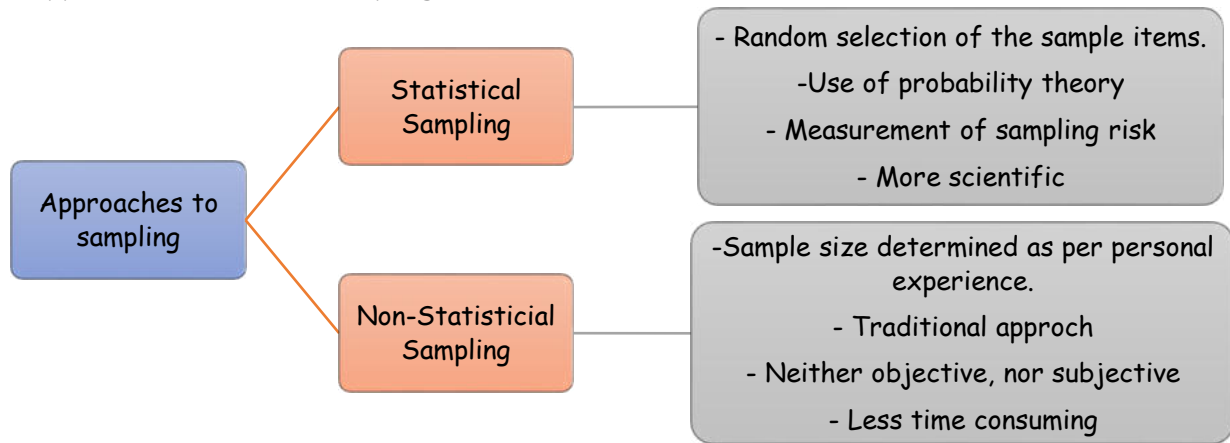 Approaches to
sampling
Statistical
Sampling
- Random selection of the sample items.
-Use of probability theory
- Measurement of sampling risk
- More scientific
Non-Statisticial
Sampling
-Sample size determined as per personal
experience.
- Traditional approch
- Neither objective, nor subjective
- Less time consuming